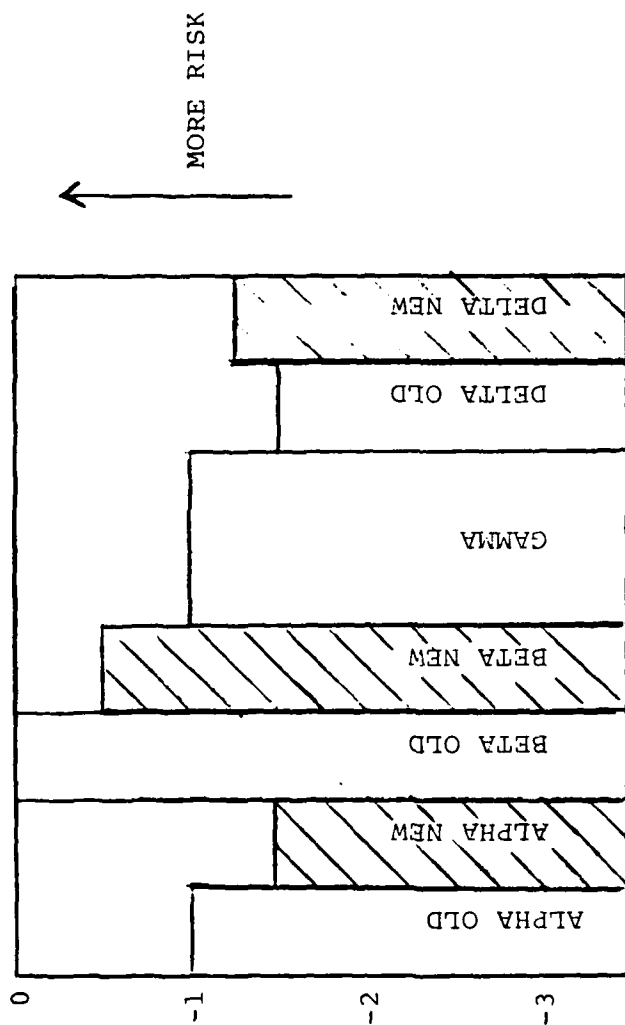 0
-1
-2
-3
ALPHA OLD
ALPHA NEW
BETA OLD
BETA NEW
GAMMA
DELTA OLD
DELTA NEW
MORE RISK